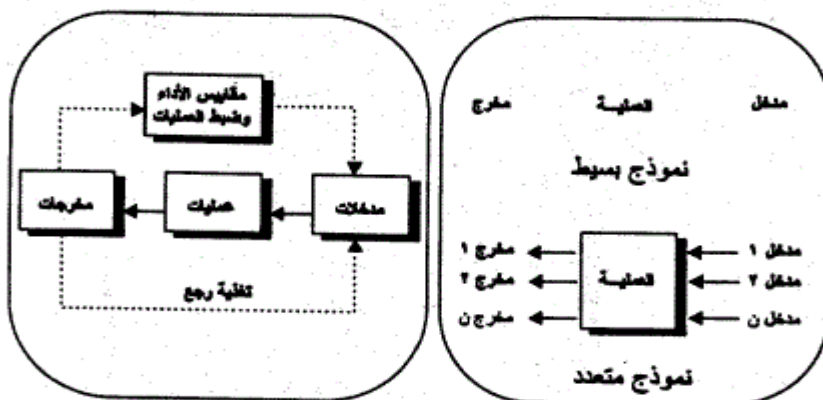 مدخل العملية مخرج
نموذج بسيط
مدخل ١ العملية مخرج ١
مدخل ٢ مخرج ٢
مدخل ن مخرج ن
نموذج متعدد
مقاييس الأداء
وضبط العمليات
مدخلات عمليات مخرجات
تغذية رجع